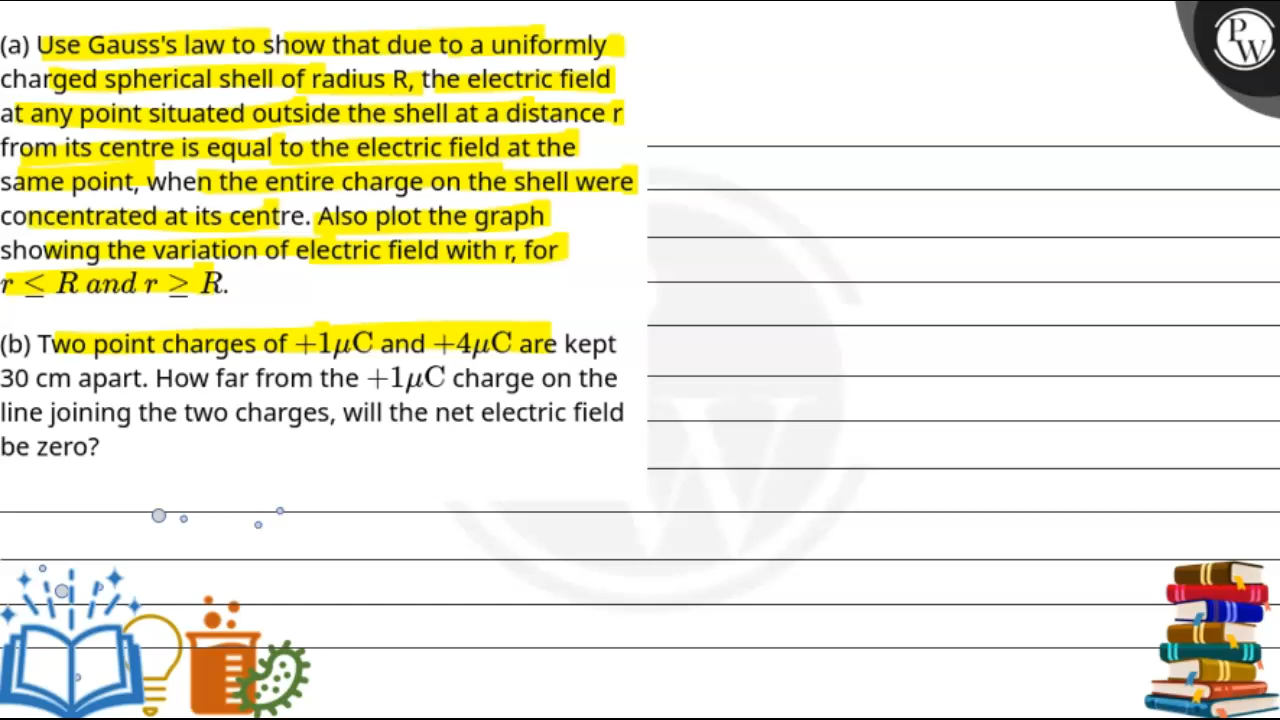 (a) Use Gauss's law to show that due to a uniformly
charged spherical shell of radius R, the electric field
at any point situated outside the shell at a distance r
from its centre is equal to the electric field at the
same point, when the entire charge on the shell were
concentrated at its centre. Also plot the graph
showing the variation of electric field with r, for
r ≤ R and r ≥ R.
(b) Two point charges of +1μC and +4μC are kept
30 cm apart. How far from the +1μC charge on the
line joining the two charges, will the net electric field
be zero?
P
W
W